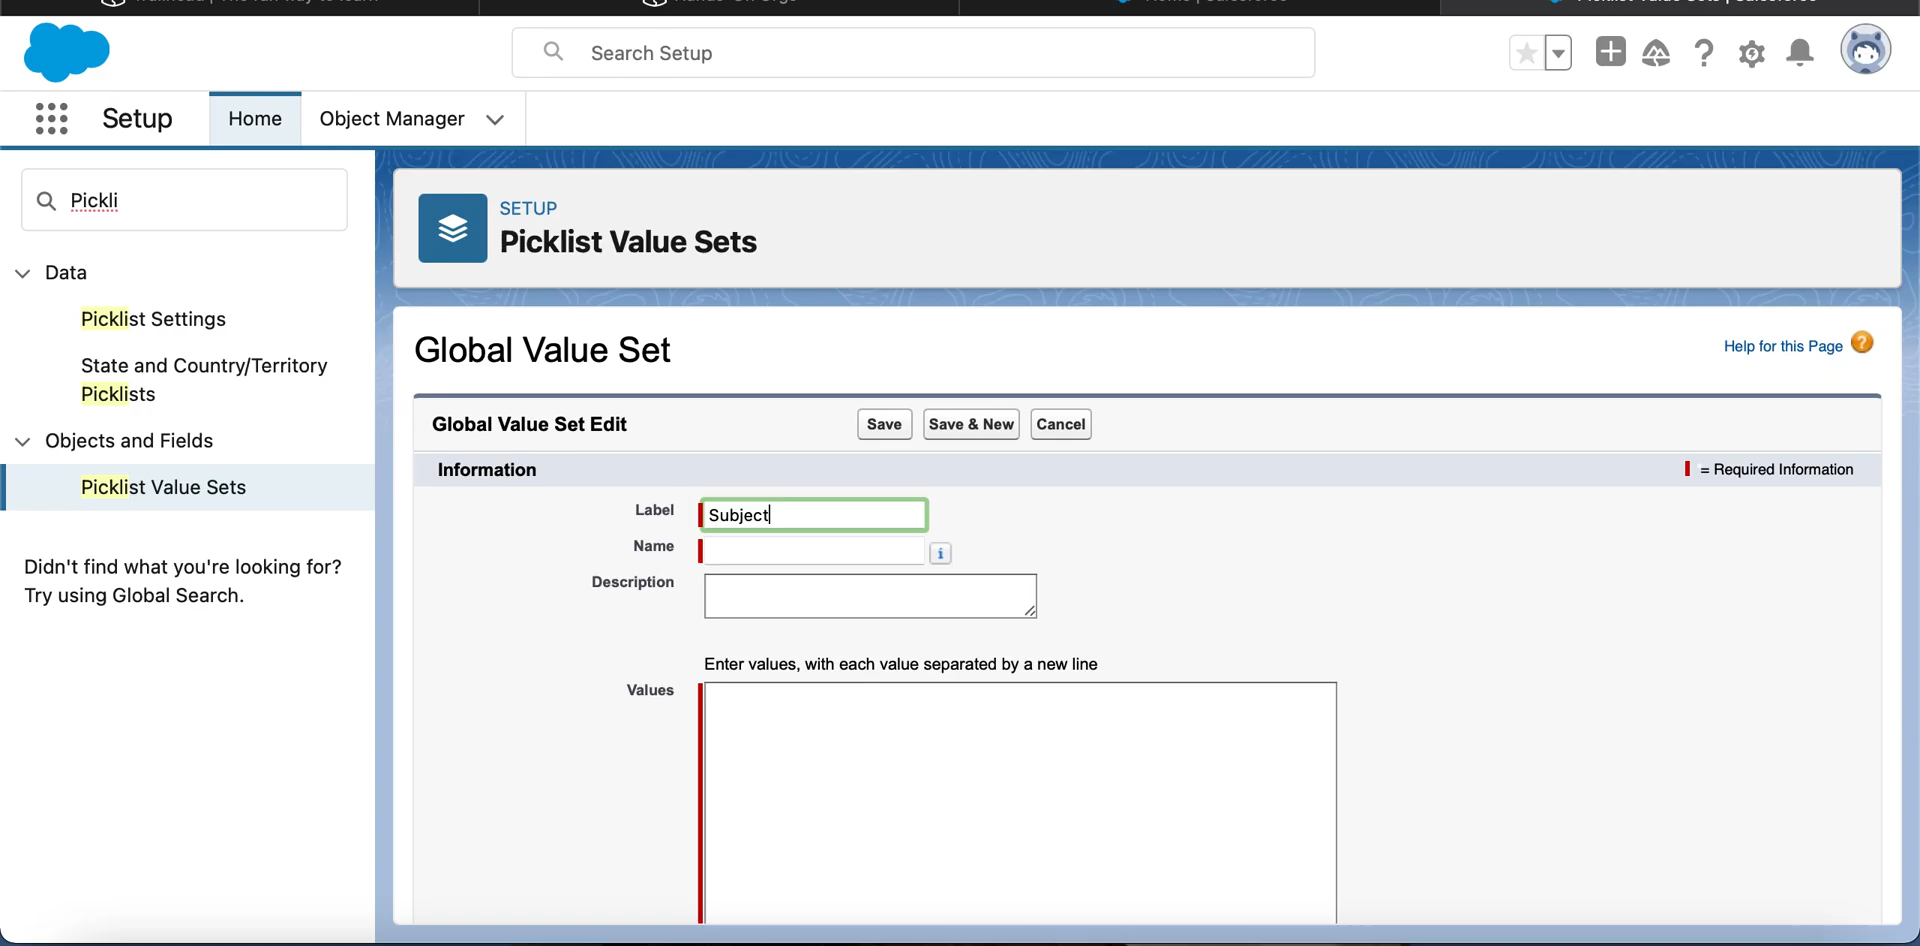 Search Setup
Setup
Home
Object Manager
Pickli
Data
Picklist Settings
State and Country/Territory
Picklists
Objects and Fields
Picklist Value Sets
Didn't find what you're looking for?
Try using Global Search.
SETUP
Picklist Value Sets
Global Value Set
Help for this Page
Global Value Set Edit
Save
Save & New
Cancel
Information
= Required Information
Label
Subject
Name
Description
Enter values, with each value separated by a new line
Values